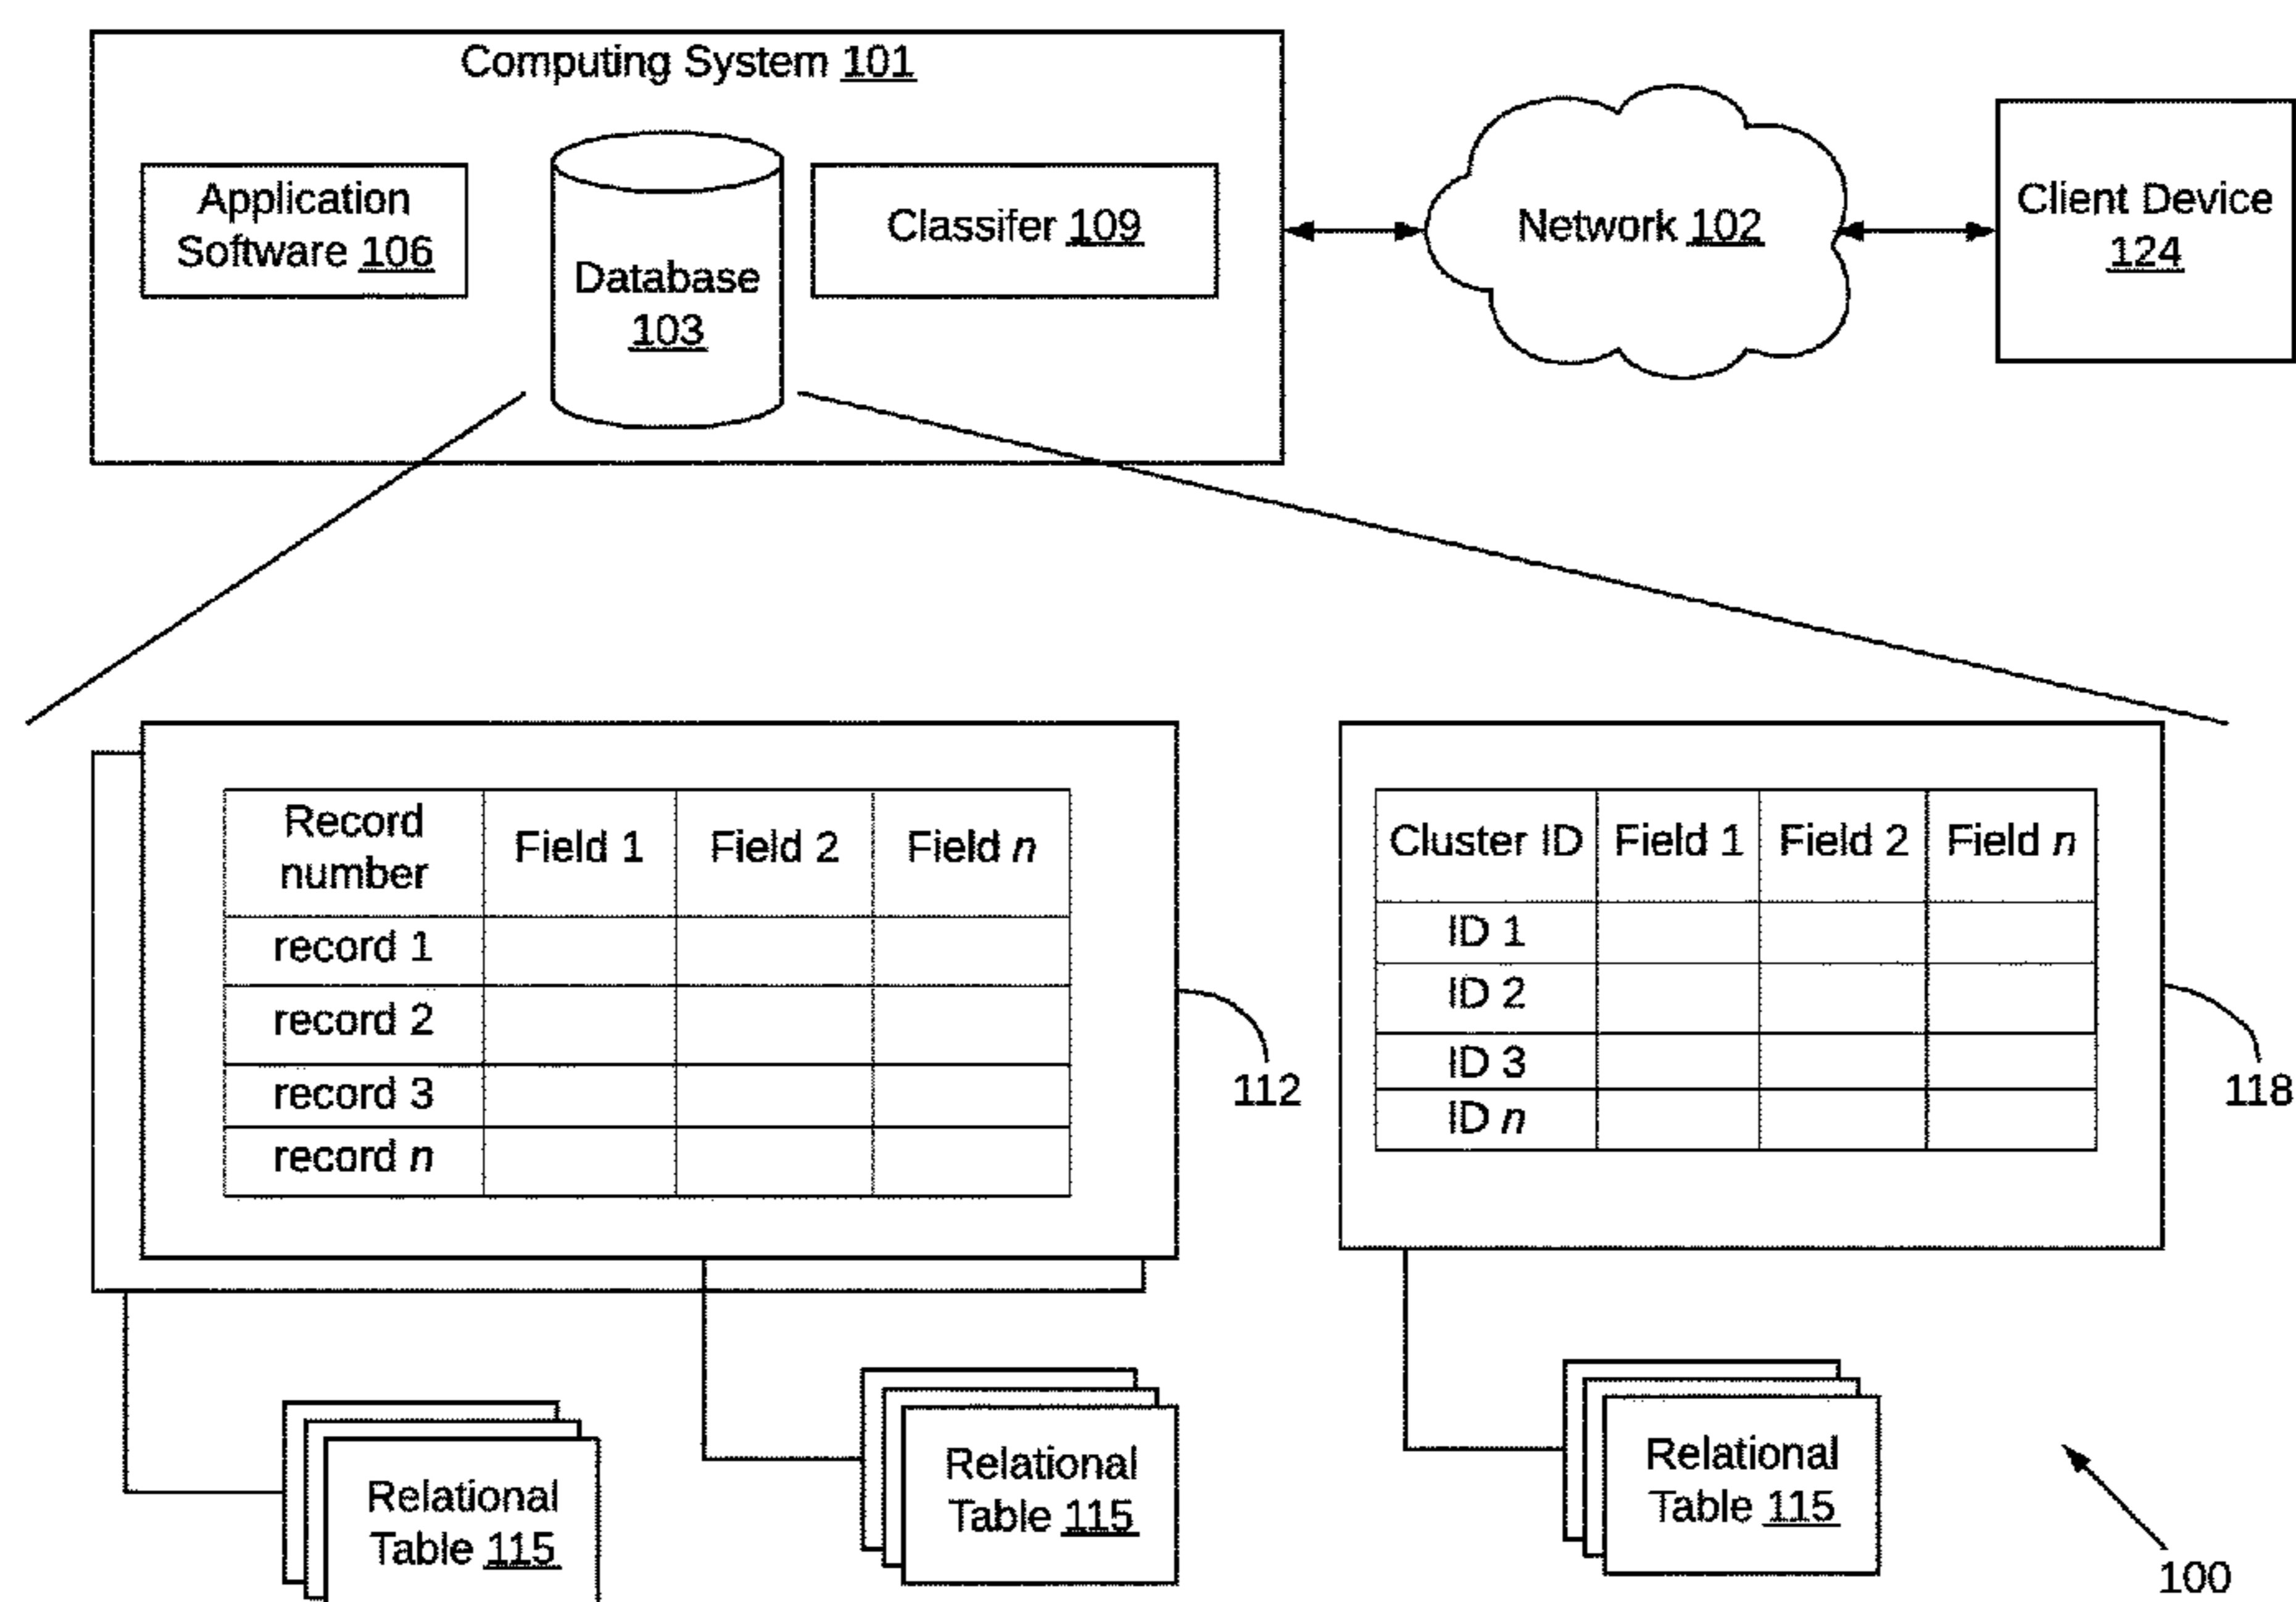 Computing System 101
Application
Software 106
Database
103
Classifer 109
Network 102
Client Device
124
Record
number
Field 1
Field 2
Field n
record 1
record 2
record 3
record n
112
Cluster ID
Field 1
Field 2
Field n
ID 1
ID 2
ID 3
ID n
118
Relational
Table 115
Relational
Table 115
Relational
Table 115
100